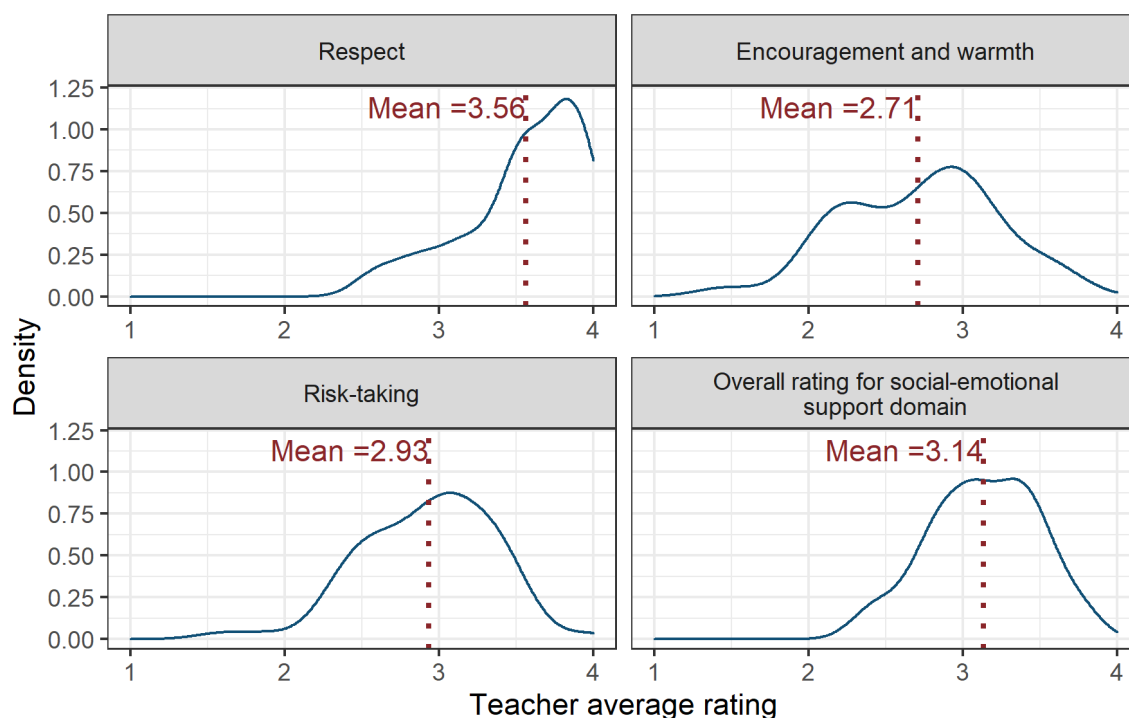 Respect
Encouragement and warmth
1.25
1.00
0.75
0.50
0.25
0.00
Mean =3.56
Mean =2.71
1 2 3 4
1 2 3 4
Risk-taking
Overall rating for social-emotional
support domain
1.25
1.00
0.75
0.50
0.25
0.00
Mean =2.93
Mean =3.14
1 2 3 4
1 2 3 4
Density
Teacher average rating